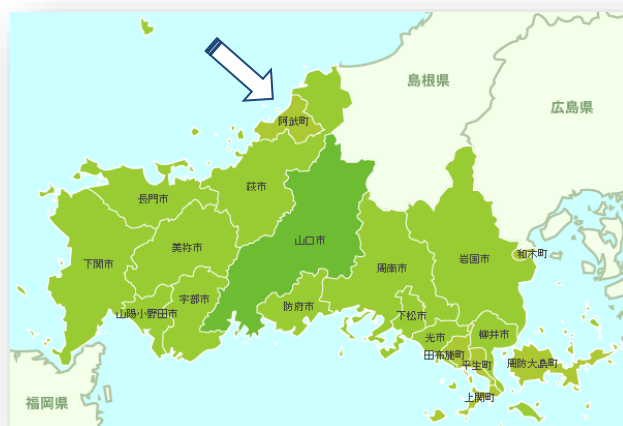 島根県
広島県
阿武町
萩市
長門市
山口市
美祢市
岩国市
和木町
下関市
周南市
宇部市
防府市
山陽小野田市
下松市
光市
柳井市
田布施町
平生町
周防大島町
上関町
福岡県